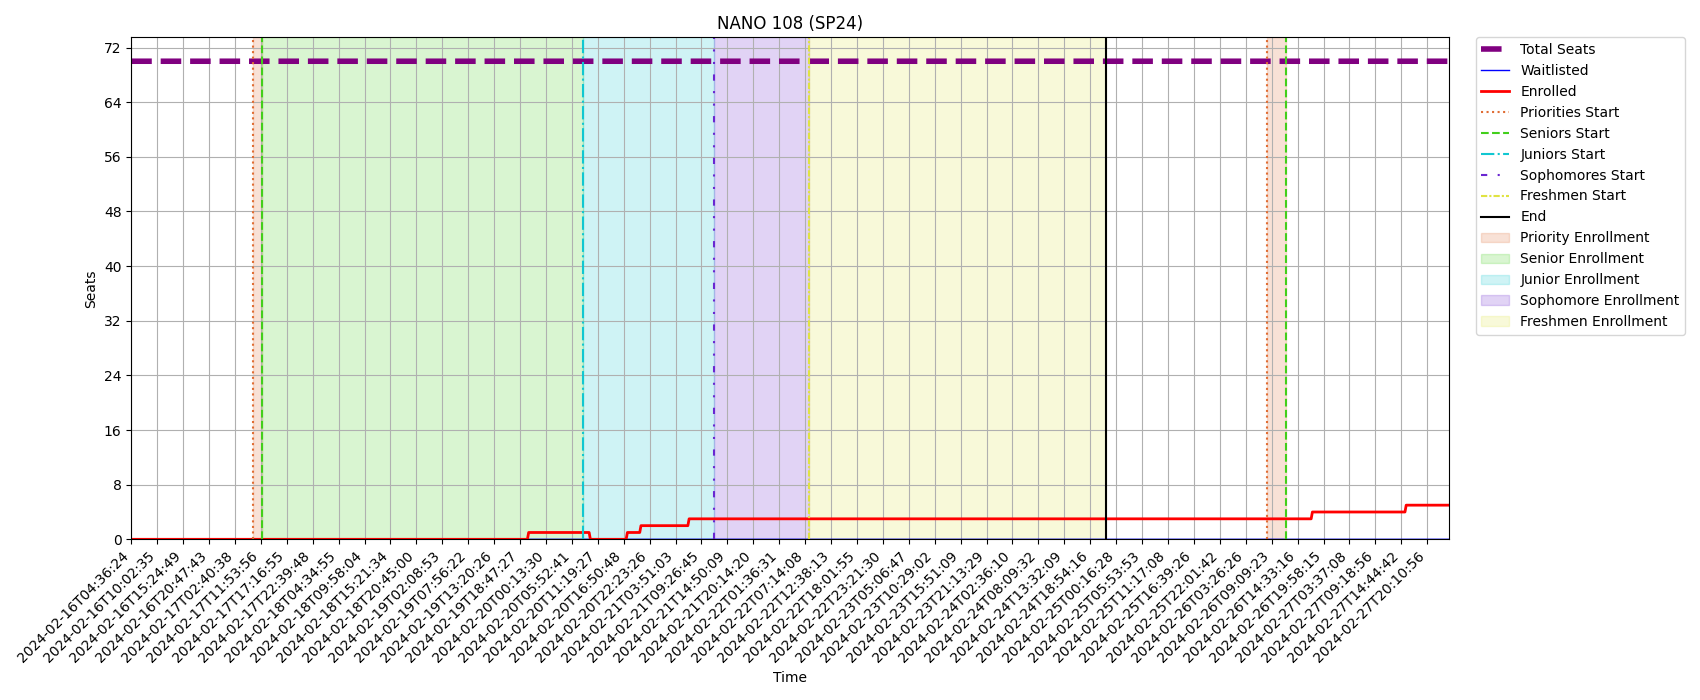 NANO 108 (SP24)
72
64
56
48
40
32
24
16
8
0
Seats
2024-02-16T04:36:24
2024-02-16T10:02:35
2024-02-16T15:24:49
2024-02-16T20:47:43
2024-02-17T02:40:38
2024-02-17T11:53:56
2024-02-17T17:16:55
2024-02-17T22:39:48
2024-02-18T04:34:55
2024-02-18T09:58:04
2024-02-18T15:21:34
2024-02-18T20:45:00
2024-02-19T02:08:53
2024-02-19T07:56:22
2024-02-19T13:20:26
2024-02-19T18:47:27
2024-02-20T00:13:30
2024-02-20T05:52:41
2024-02-20T11:19:27
2024-02-20T16:50:48
2024-02-20T22:23:26
2024-02-21T03:51:03
2024-02-21T09:26:45
2024-02-21T14:50:09
2024-02-21T20:14:20
2024-02-22T01:36:31
2024-02-22T07:14:08
2024-02-22T12:38:13
2024-02-22T18:01:55
2024-02-22T23:21:30
2024-02-23T05:06:47
2024-02-23T10:29:02
2024-02-23T15:51:09
2024-02-23T21:13:29
2024-02-24T02:36:10
2024-02-24T08:09:32
2024-02-24T13:32:09
2024-02-24T18:54:16
2024-02-25T00:16:28
2024-02-25T05:53:53
2024-02-25T11:17:08
2024-02-25T16:39:26
2024-02-25T22:01:42
2024-02-26T03:26:26
2024-02-26T09:09:23
2024-02-26T14:33:16
2024-02-26T19:58:15
2024-02-27T03:37:08
2024-02-27T09:18:56
2024-02-27T14:44:42
2024-02-27T20:10:56
Time
Total Seats
Waitlisted
Enrolled
Priorities Start
Seniors Start
Juniors Start
Sophomores Start
Freshmen Start
End
Priority Enrollment
Senior Enrollment
Junior Enrollment
Sophomore Enrollment
Freshmen Enrollment